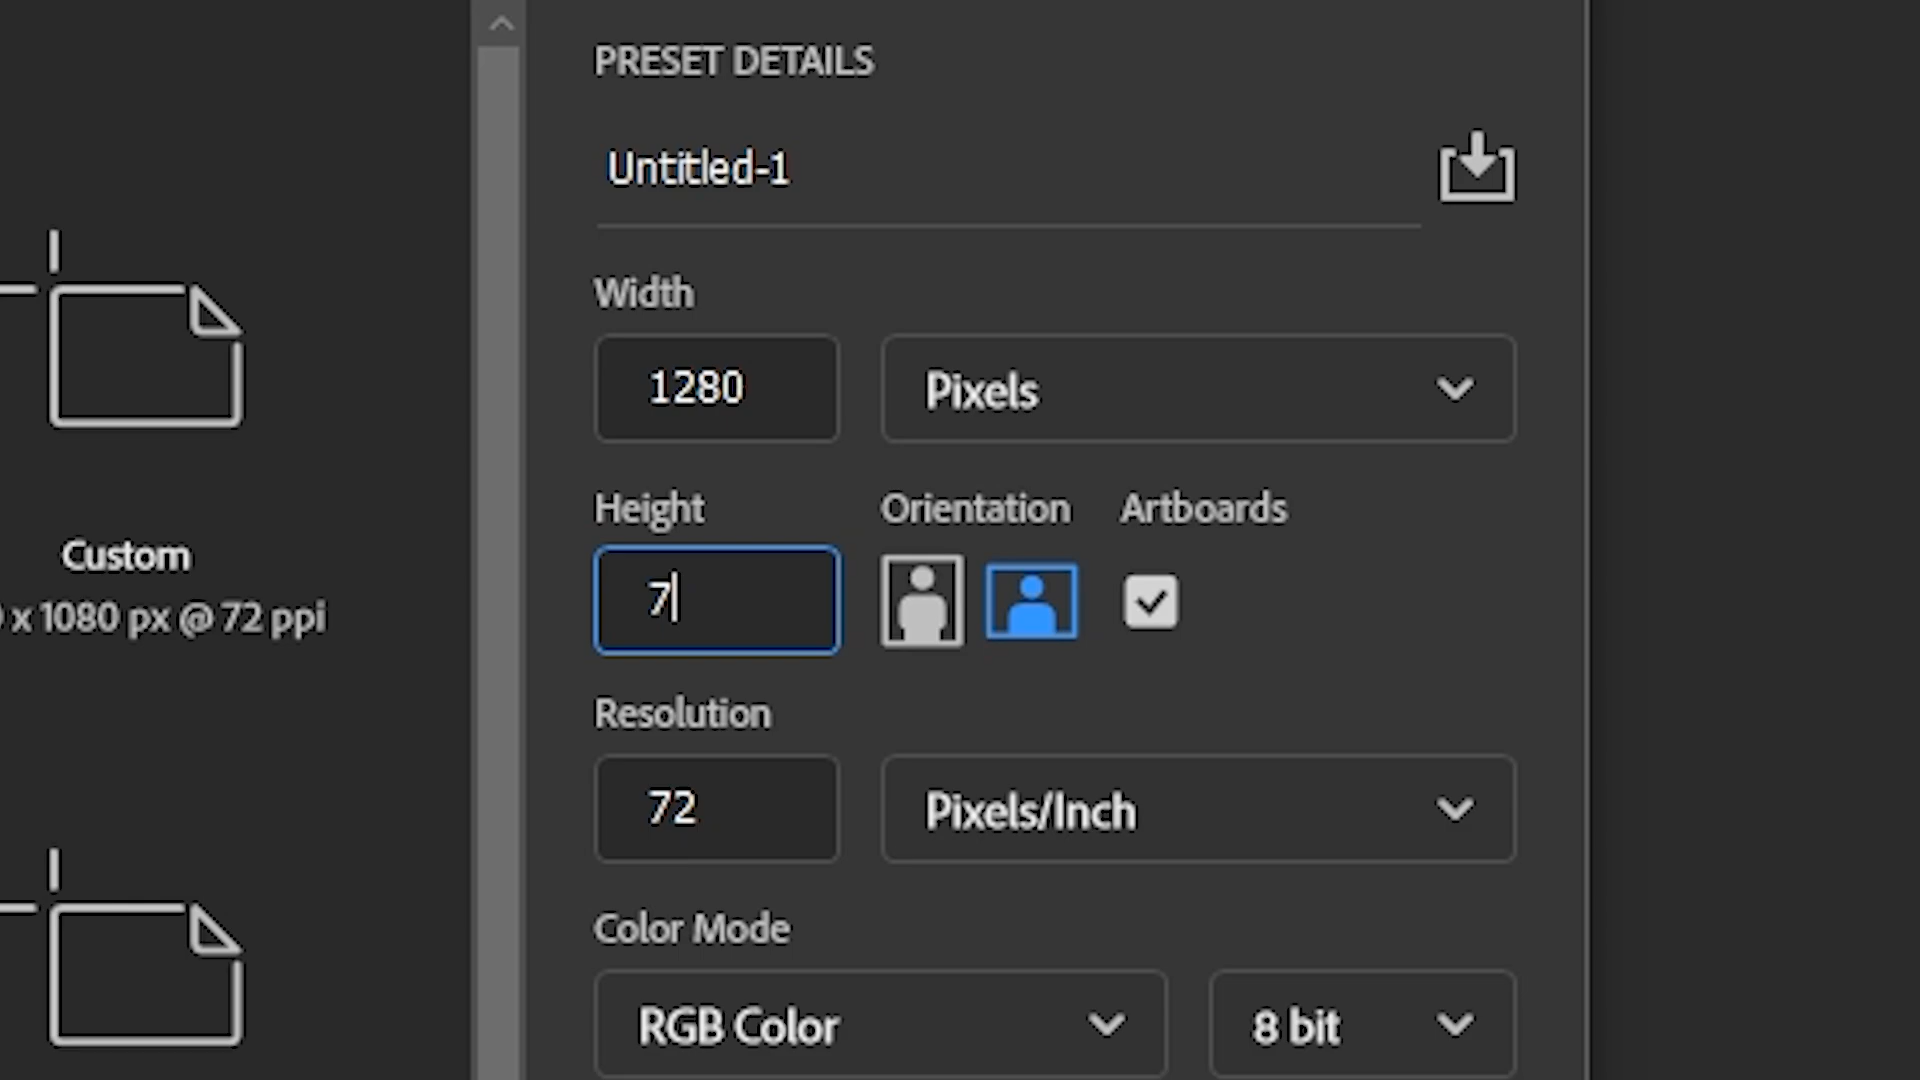 PRESET DETAILS
Untitled-1
Width
1280 Pixels
Height Orientation Artboards
7
Resolution
72 Pixels/Inch
Color Mode
RGB Color 8 bit
Custom
x 1080 px @ 72 ppi